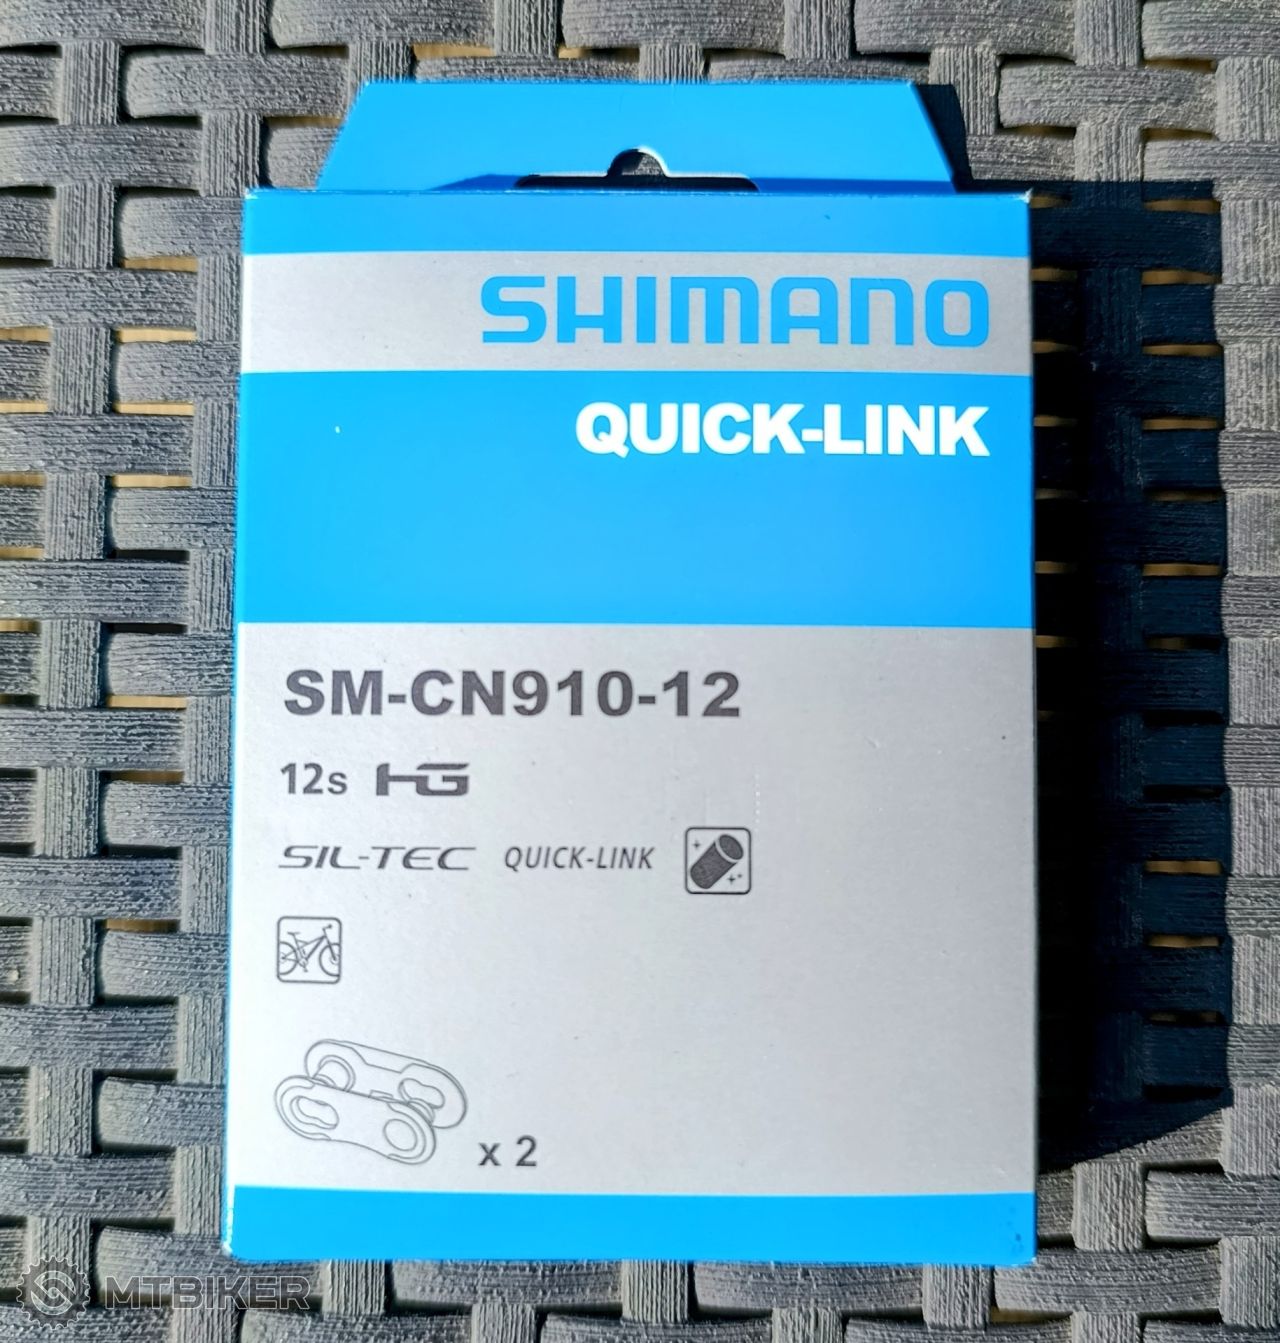 SHIMANO
QUICK-LINK
SM-CN910-12
12s HG
SIL-TEC QUICK-LINK
x 2
MTBIKER